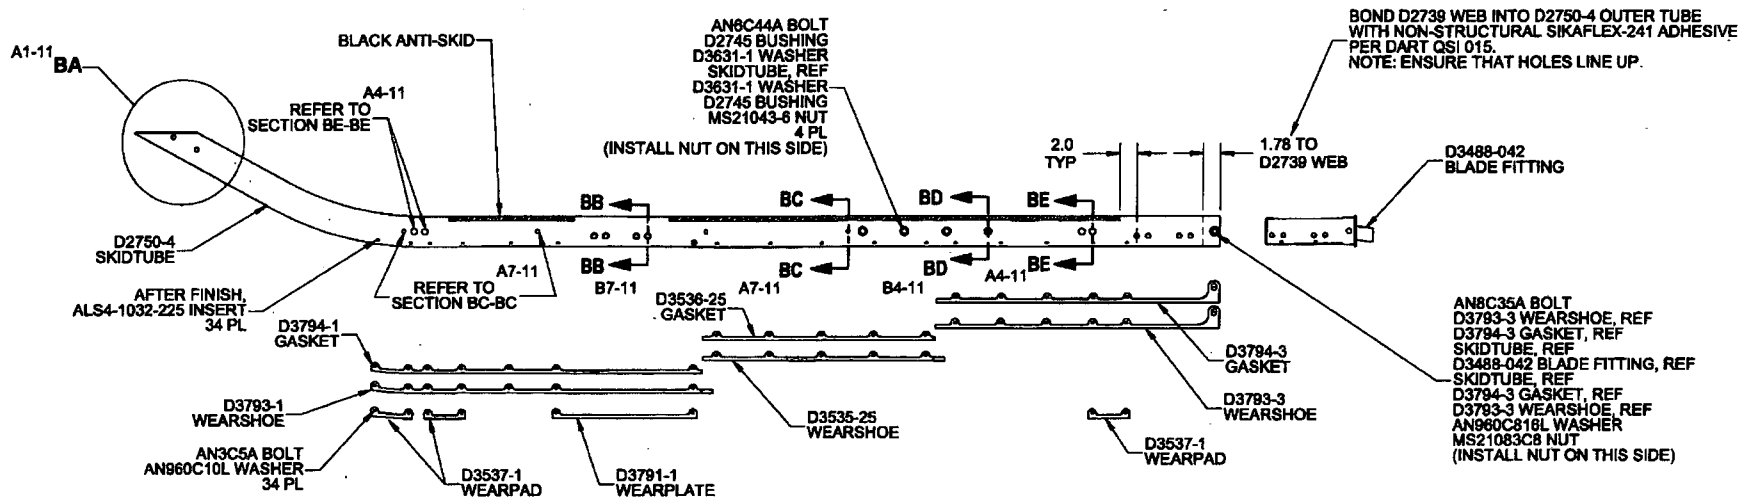 A1-11
BA
BLACK ANTI-SKID
A4-11
REFER TO
SECTION BE-BE
AN6C44A BOLT
D2745 BUSHING
D3631-1 WASHER
SKIDTUBE, REF
D3631-1 WASHER
D2745 BUSHING
MS21043-6 NUT
4 PL
(INSTALL NUT ON THIS SIDE)
BOND D2739 WEB INTO D2750-4 OUTER TUBE
WITH NON-STRUCTURAL SIKAFLEX-241 ADHESIVE
PER DART QSI 015.
NOTE: ENSURE THAT HOLES LINE UP.
2.0
TYP
1.78 TO
D2739 WEB
D3488-042
BLADE FITTING
BB
BC
BD
BE
D2750-4
SKIDTUBE
BB
BC
BD
BE
A7-11
REFER TO
SECTION BC-BC
B7-11
A7-11
B4-11
A4-11
AFTER FINISH,
ALS4-1032-225 INSERT
34 PL
D3794-1
GASKET
D3536-25
GASKET
D3794-3
GASKET
D3793-1
WEARSHOE
D3535-25
WEARSHOE
D3793-3
WEARSHOE
AN3C5A BOLT
AN960C10L WASHER
34 PL
D3537-1
WEARPAD
D3791-1
WEARPLATE
D3537-1
WEARPAD
AN8C35A BOLT
D3793-3 WEARSHOE, REF
D3794-3 GASKET, REF
SKIDTUBE, REF
D3488-042 BLADE FITTING, REF
SKIDTUBE, REF
D3794-3 GASKET, REF
D3793-3 WEARSHOE, REF
AN960C816L WASHER
MS21083C8 NUT
(INSTALL NUT ON THIS SIDE)